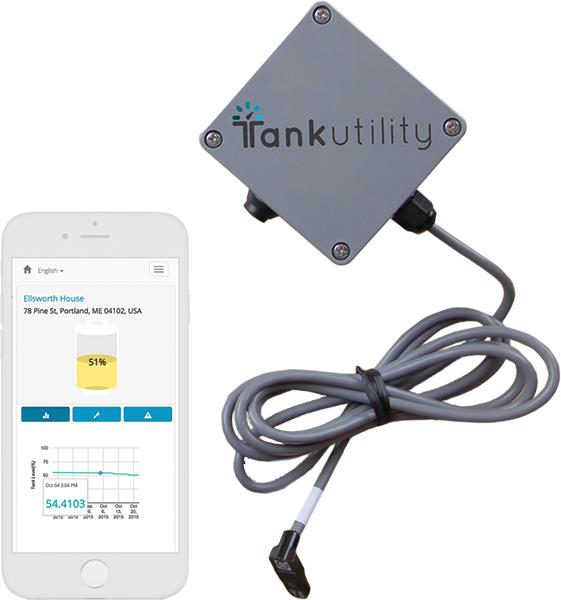 Tankutility
English
Ellsworth House
78 Pine St, Portland, ME 04102, USA
51%
100
75
50
Tank Level(%)
Oct 04 3:04 PM
54.4103
Oct 6, 2015
Oct 13, 2015
Oct 20, 2015